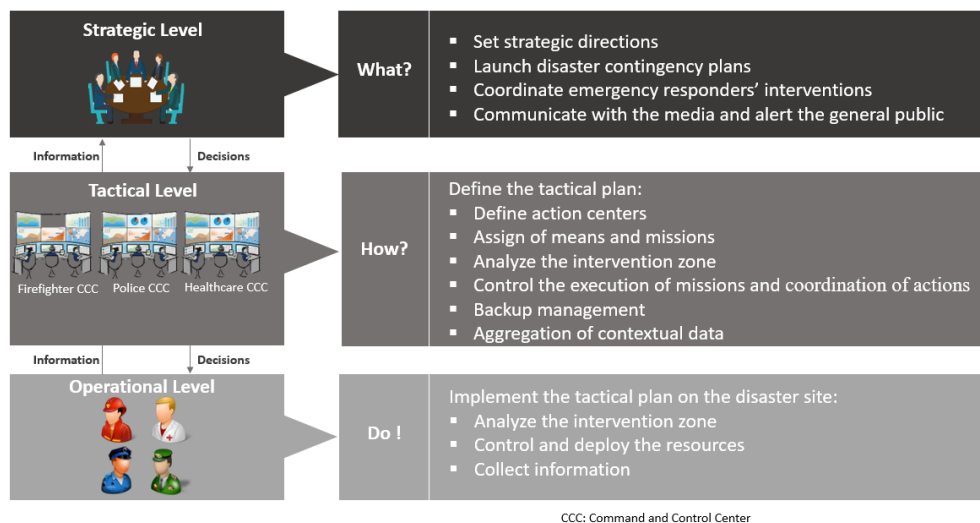 Strategic Level
What?
▪ Set strategic directions
▪ Launch disaster contingency plans
▪ Coordinate emergency responders’ interventions
▪ Communicate with the media and alert the general public
Information
Decisions
Tactical Level
Firefighter CCC
Police CCC
Healthcare CCC
How?
Define the tactical plan:
▪ Define action centers
▪ Assign of means and missions
▪ Analyze the intervention zone
▪ Control the execution of missions and coordination of actions
▪ Backup management
▪ Aggregation of contextual data
Information
Decisions
Operational Level
Do !
Implement the tactical plan on the disaster site:
▪ Analyze the intervention zone
▪ Control and deploy the resources
▪ Collect information
CCC: Command and Control Center